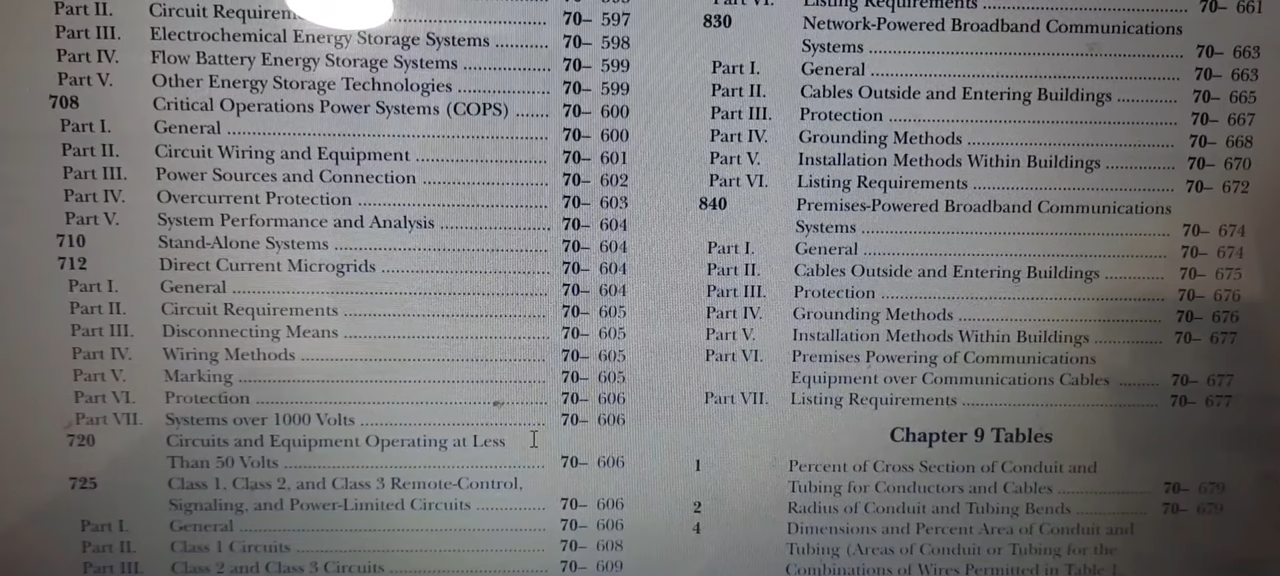 Part II. Circuit Requirem 70– 597
Part III. Electrochemical Energy Storage Systems ........... 70– 598
Part IV. Flow Battery Energy Storage Systems .................. 70– 599
Part V. Other Energy Storage Technologies ................... 70– 599
708 Critical Operations Power Systems (COPS) ....... 70– 600
Part I. General ................................................................ 70– 600
Part II. Circuit Wiring and Equipment .......................... 70– 601
Part III. Power Sources and Connection ......................... 70– 602
Part IV. Overcurrent Protection ...................................... 70– 603
Part V. System Performance and Analysis ...................... 70– 604
710 Stand-Alone Systems .......................................... 70– 604
712 Direct Current Microgrids ................................. 70– 604
Part I. General ................................................................ 70– 604
Part II. Circuit Requirements ......................................... 70– 605
Part III. Disconnecting Means .......................................... 70– 605
Part IV. Wiring Methods .................................................. 70– 605
Part V. Marking .............................................................. 70– 605
Part VI. Protection ........................................................... 70– 606
Part VII. Systems over 1000 Volts ..................................... 70– 606
720 Circuits and Equipment Operating at Less
Than 50 Volts .................................................... 70– 606
725 Class 1, Class 2, and Class 3 Remote-Control,
Signaling, and Power-Limited Circuits .............. 70– 606
Part I. General ................................................................ 70– 606
Part II. Class 1 Circuits .................................................... 70– 608
Part III. Class 2 and Class 3 Circuits ................................ 70– 609
Part VI. Listing Requirements .......................................... 70– 661
830 Network-Powered Broadband Communications
Systems ............................................................. 70– 663
Part I. General ................................................................ 70– 663
Part II. Cables Outside and Entering Buildings ............ 70– 665
Part III. Protection ........................................................... 70– 667
Part IV. Grounding Methods ........................................... 70– 668
Part V. Installation Methods Within Buildings .............. 70– 670
Part VI. Listing Requirements .......................................... 70– 672
840 Premises-Powered Broadband Communications
Systems ............................................................. 70– 674
Part I. General ................................................................ 70– 674
Part II. Cables Outside and Entering Buildings ............ 70– 675
Part III. Protection ........................................................... 70– 676
Part IV. Grounding Methods ........................................... 70– 676
Part V. Installation Methods Within Buildings .............. 70– 677
Part VI. Premises Powering of Communications
Equipment over Communications Cables ......... 70– 677
Part VII. Listing Requirements .......................................... 70– 677
Chapter 9 Tables
1 Percent of Cross Section of Conduit and
Tubing for Conductors and Cables .................... 70– 679
2 Radius of Conduit and Tubing Bends .................. 70– 679
4 Dimensions and Percent Area of Conduit and
Tubing (Areas of Conduit or Tubing for the
Combinations of Wires Permitted in Table 1,